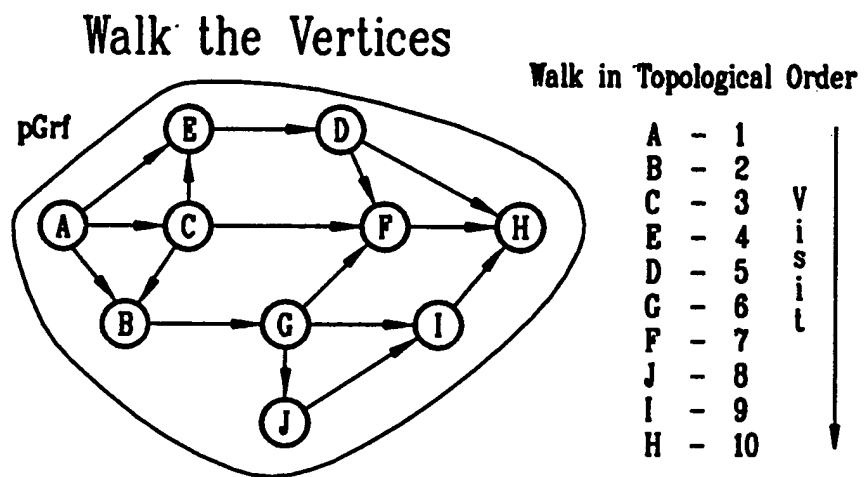 Walk the Vertices
Walk in Topological Order
pGrf
E
D
A
C
F
H
B
G
I
J
A - 1
B - 2
C - 3
E - 4
D - 5
G - 6
F - 7
J - 8
I - 9
H - 10
Visit